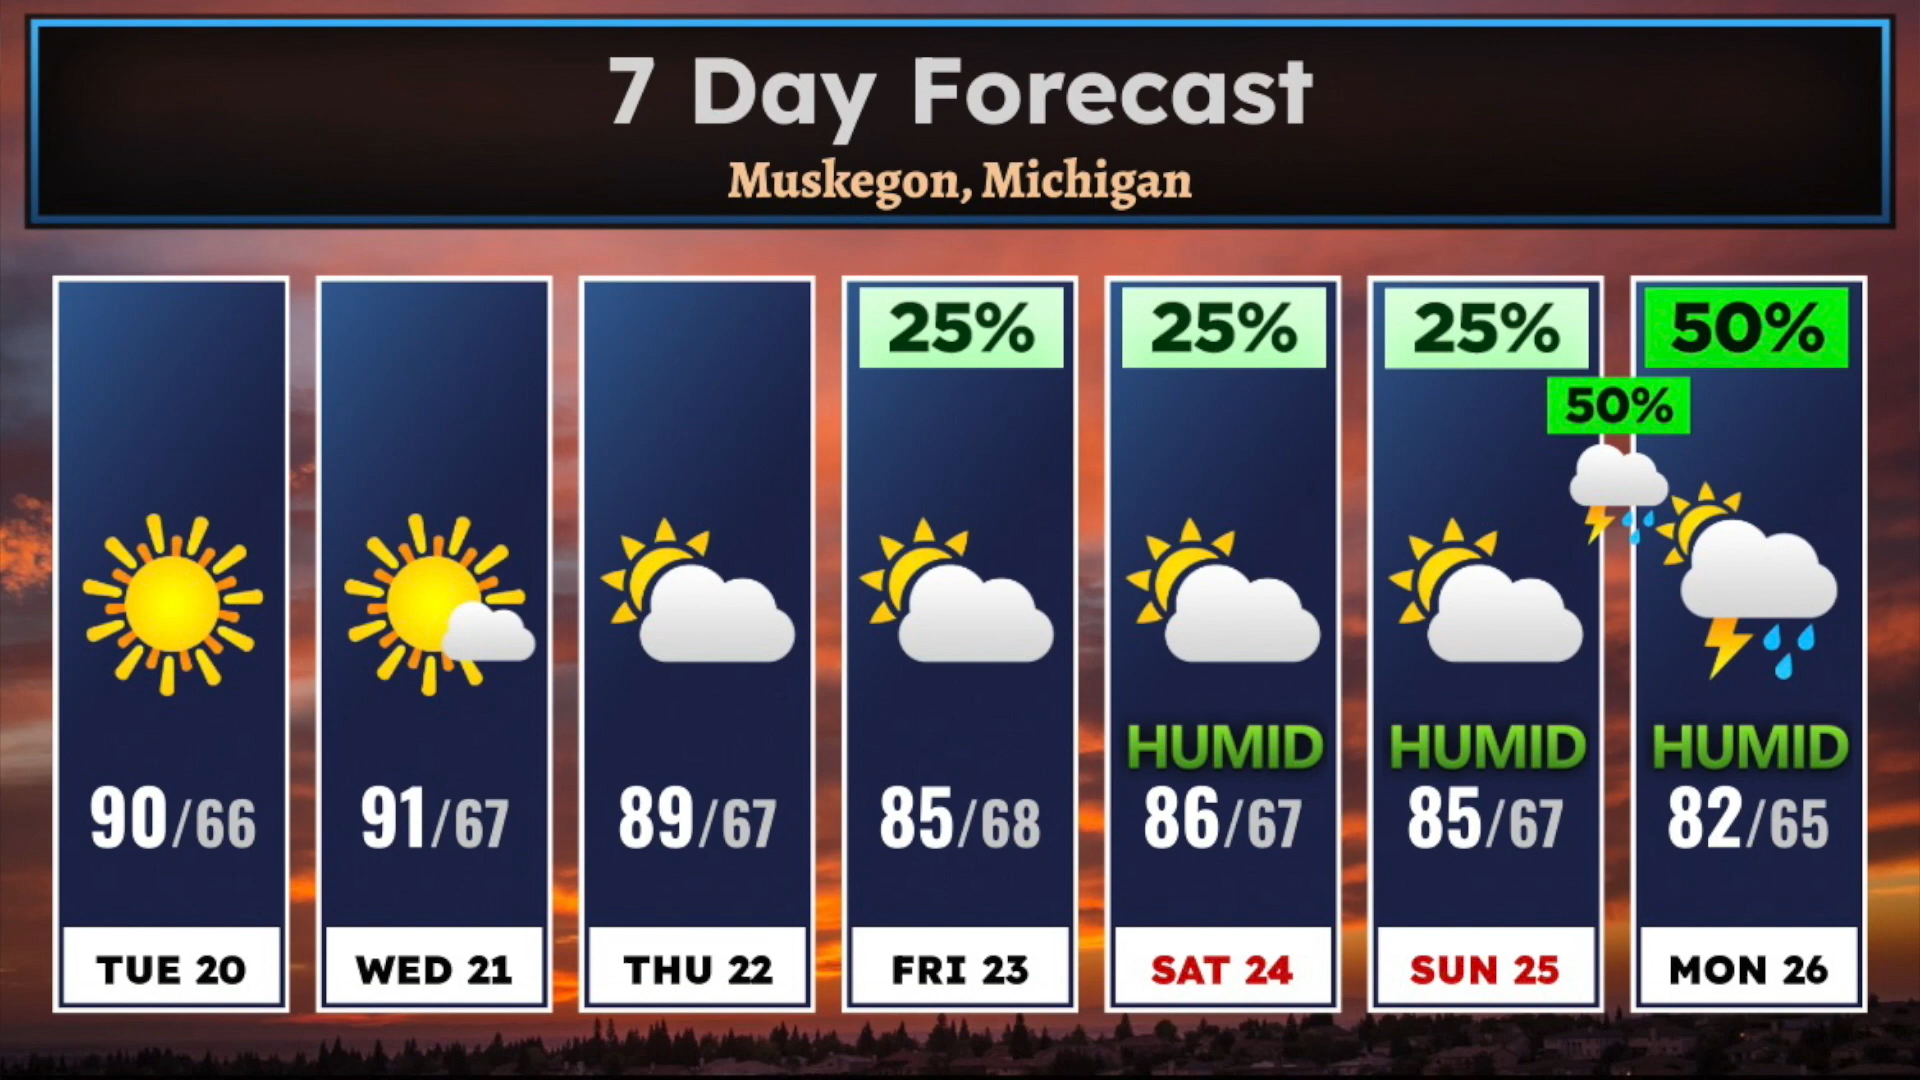 7 Day Forecast
Muskegon, Michigan
25% 25% 25% 50%
50%
HUMID HUMID HUMID
90/66 91/67 89/67 85/68 86/67 85/67 82/65
TUE 20 WED 21 THU 22 FRI 23 SAT 24 SUN 25 MON 26